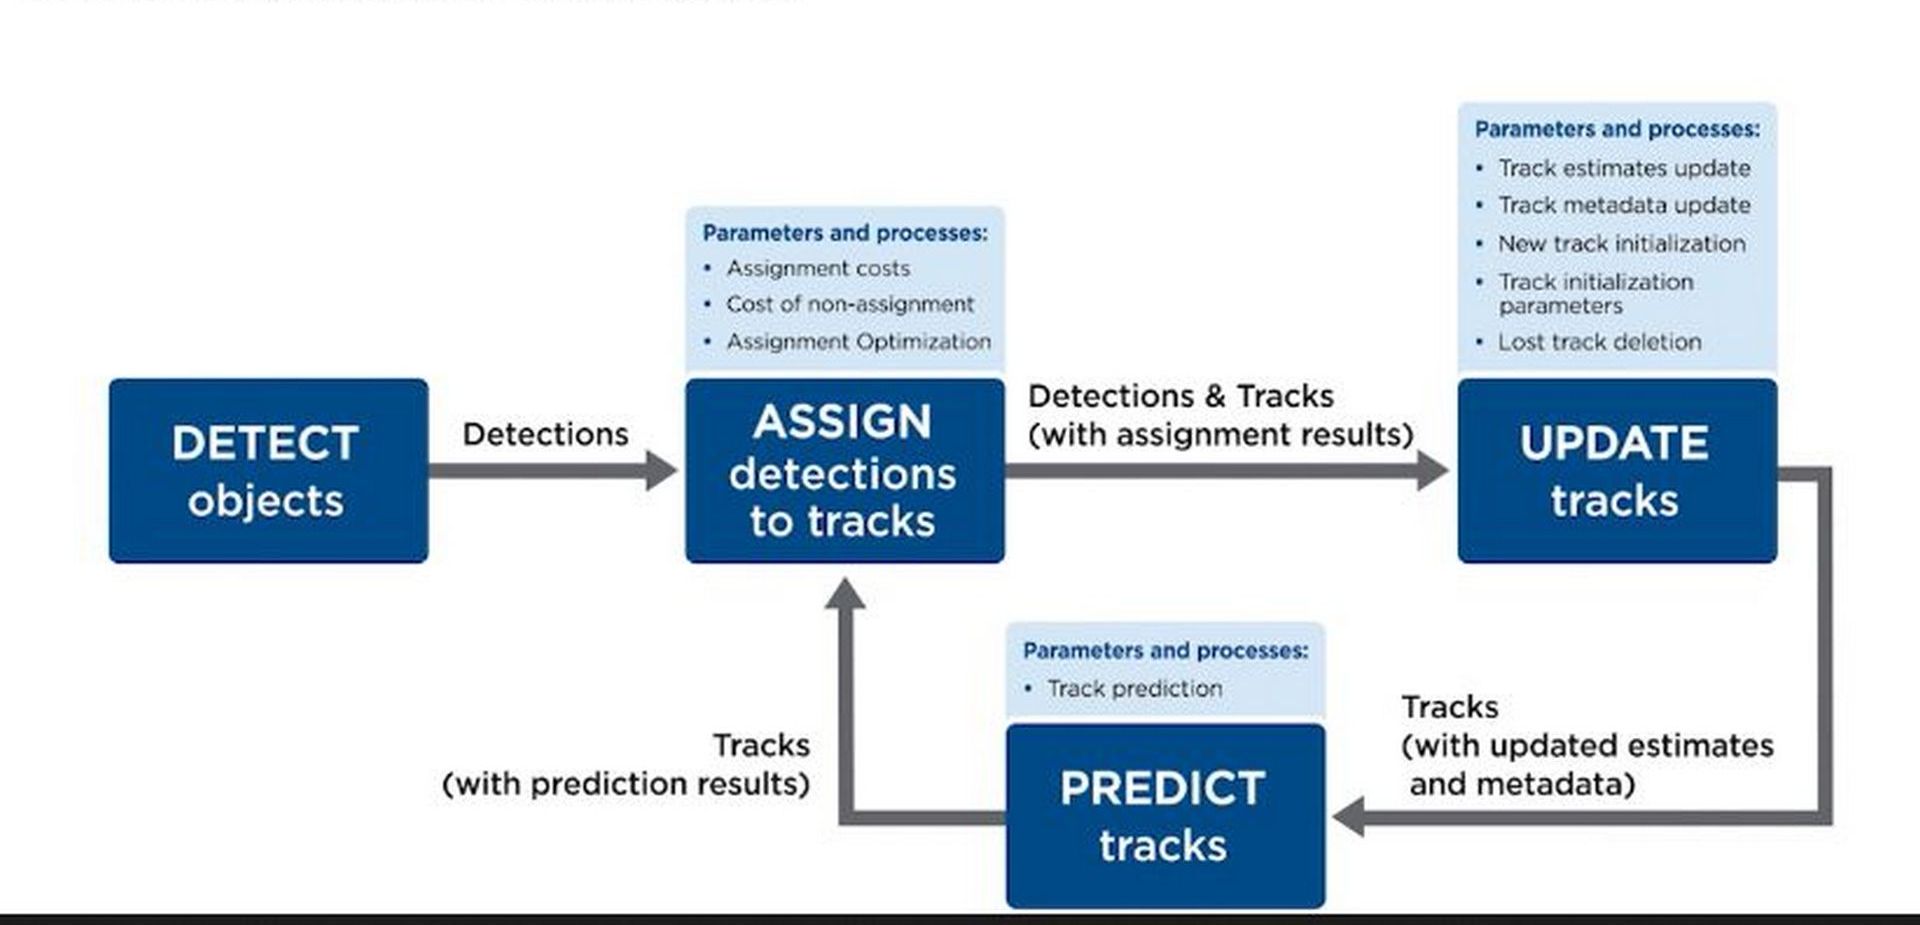 Parameters and processes:
• Track estimates update
• Track metadata update
• New track initialization
• Track initialization
parameters
• Lost track deletion
Parameters and processes:
• Assignment costs
• Cost of non-assignment
• Assignment Optimization
DETECT
objects
Detections
ASSIGN
detections
to tracks
Detections & Tracks
(with assignment results)
UPDATE
tracks
Parameters and processes:
• Track prediction
PREDICT
tracks
Tracks
(with updated estimates
and metadata)
Tracks
(with prediction results)